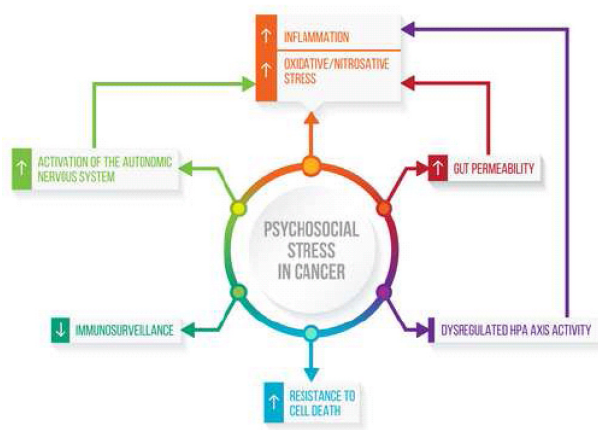 ↑ INFLAMMATION
↑ OXIDATIVE/NITROSATIVE
STRESS
↑ ACTIVATION OF THE AUTONOMIC
NERVOUS SYSTEM
↑ GUT PERMEABILITY
PSYCHOSOCIAL
STRESS
IN CANCER
↓ IMMUNOSURVEILLANCE
DYSREGULATED HPA AXIS ACTIVITY
↑ RESISTANCE TO
CELL DEATH